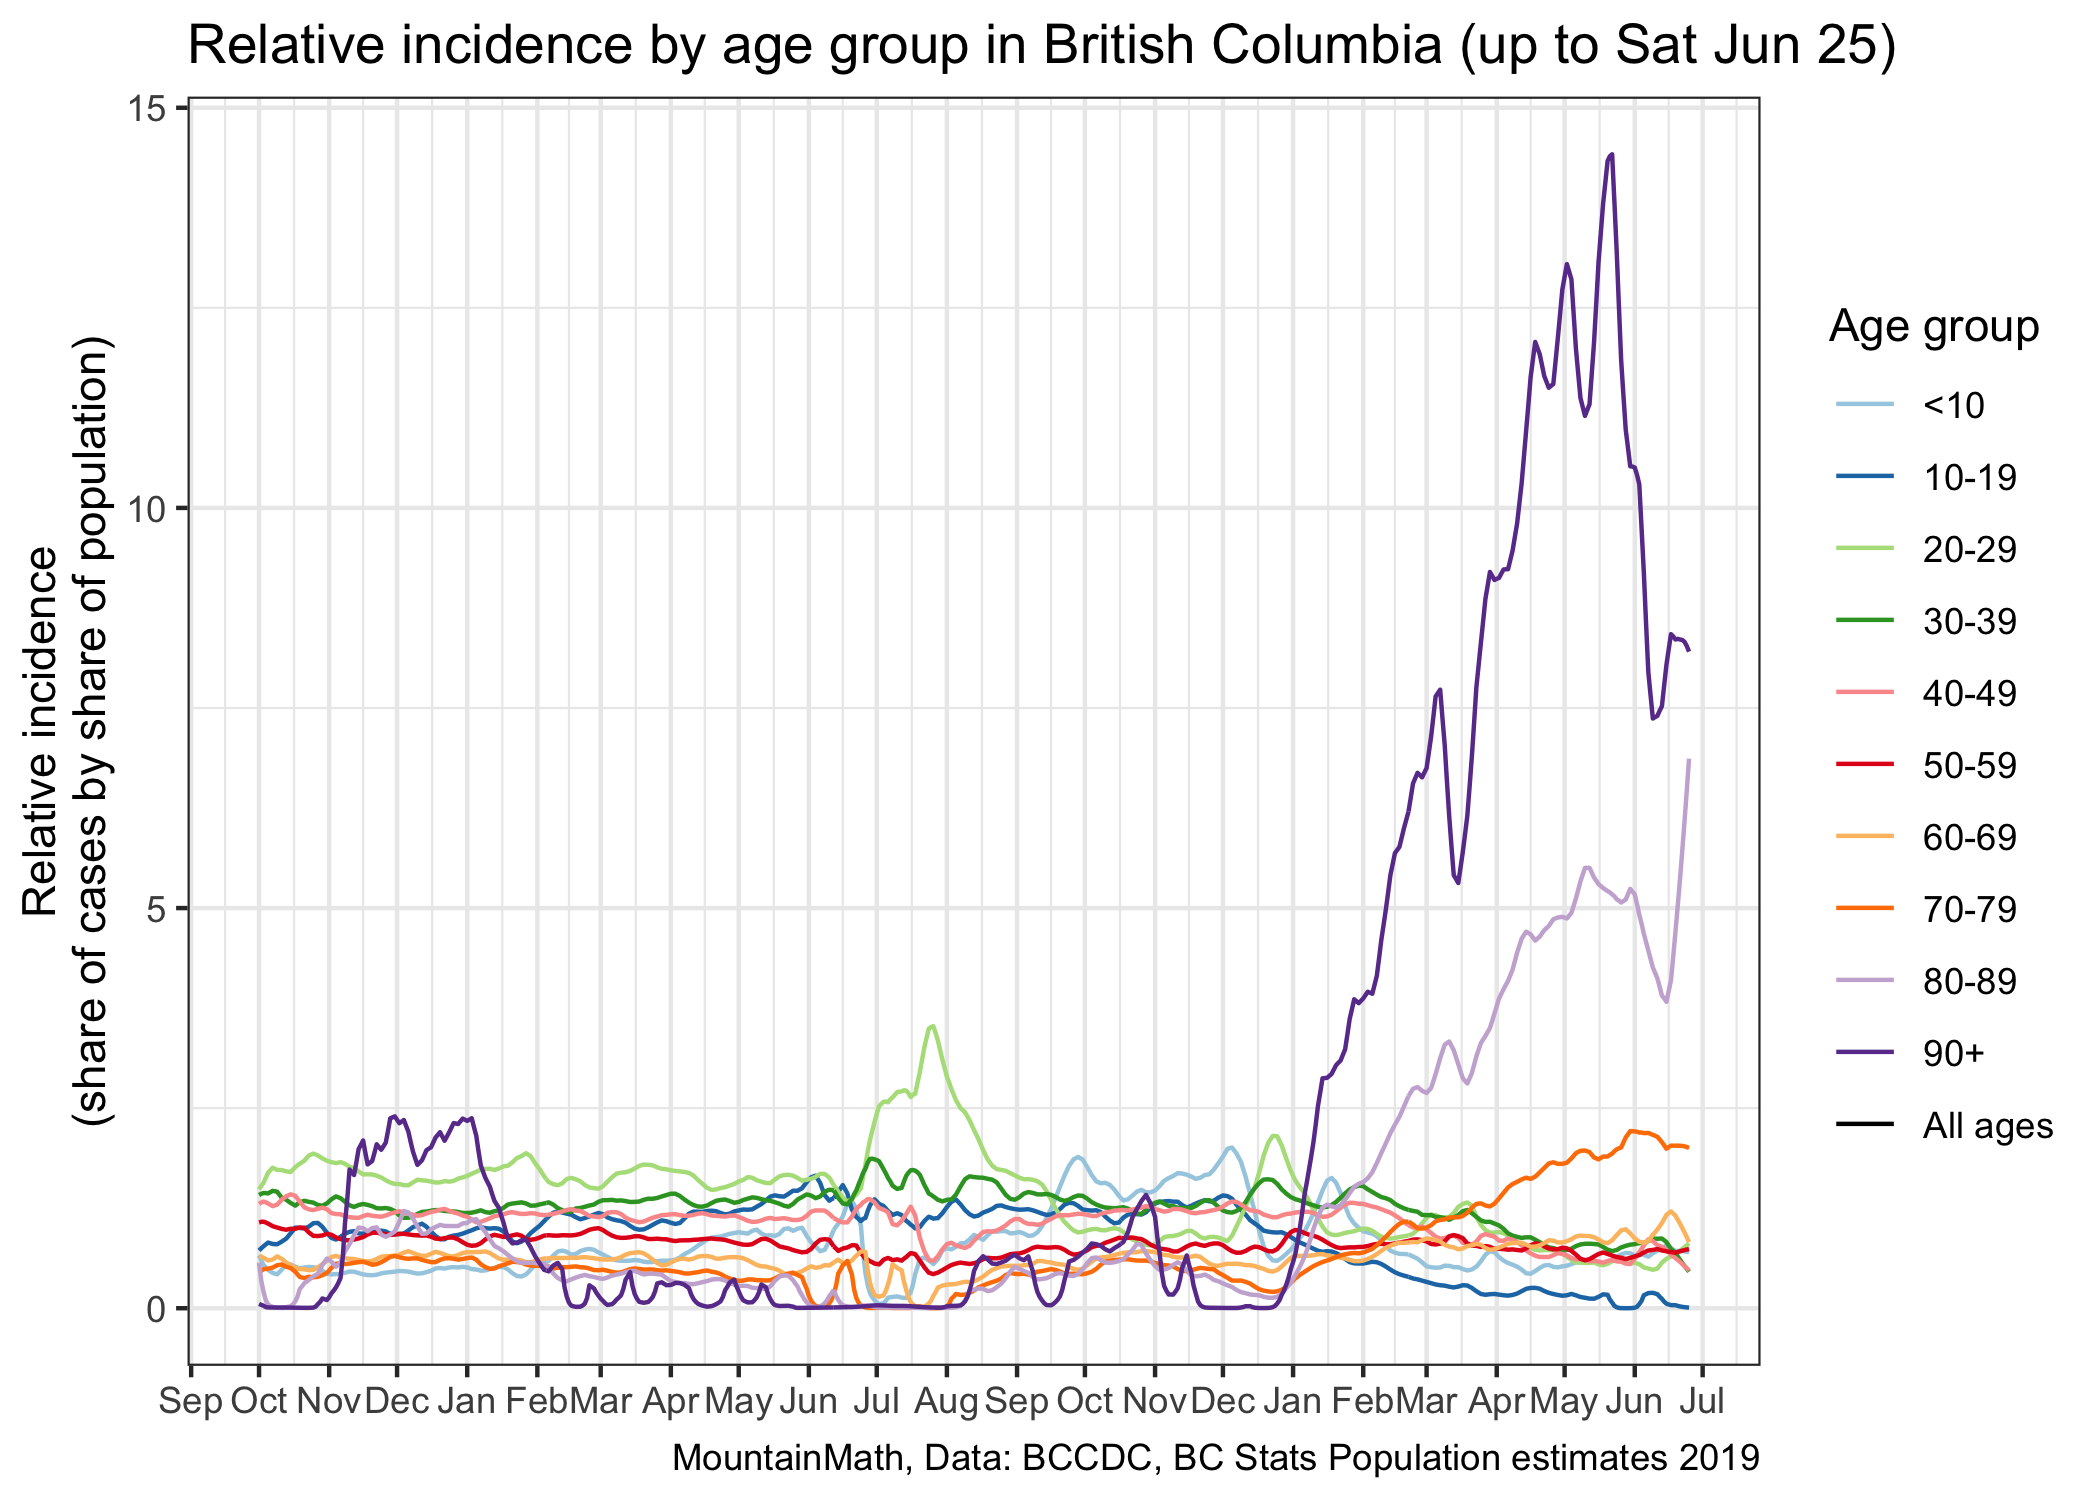 Relative incidence by age group in British Columbia (up to Sat Jun 25)
Relative incidence
(share of cases by share of population)
15
10
5
0
Sep Oct Nov Dec Jan Feb Mar Apr May Jun Jul Aug Sep Oct Nov Dec Jan Feb Mar Apr May Jun Jul
Age group
<10
10-19
20-29
30-39
40-49
50-59
60-69
70-79
80-89
90+
All ages
MountainMath, Data: BCCDC, BC Stats Population estimates 2019